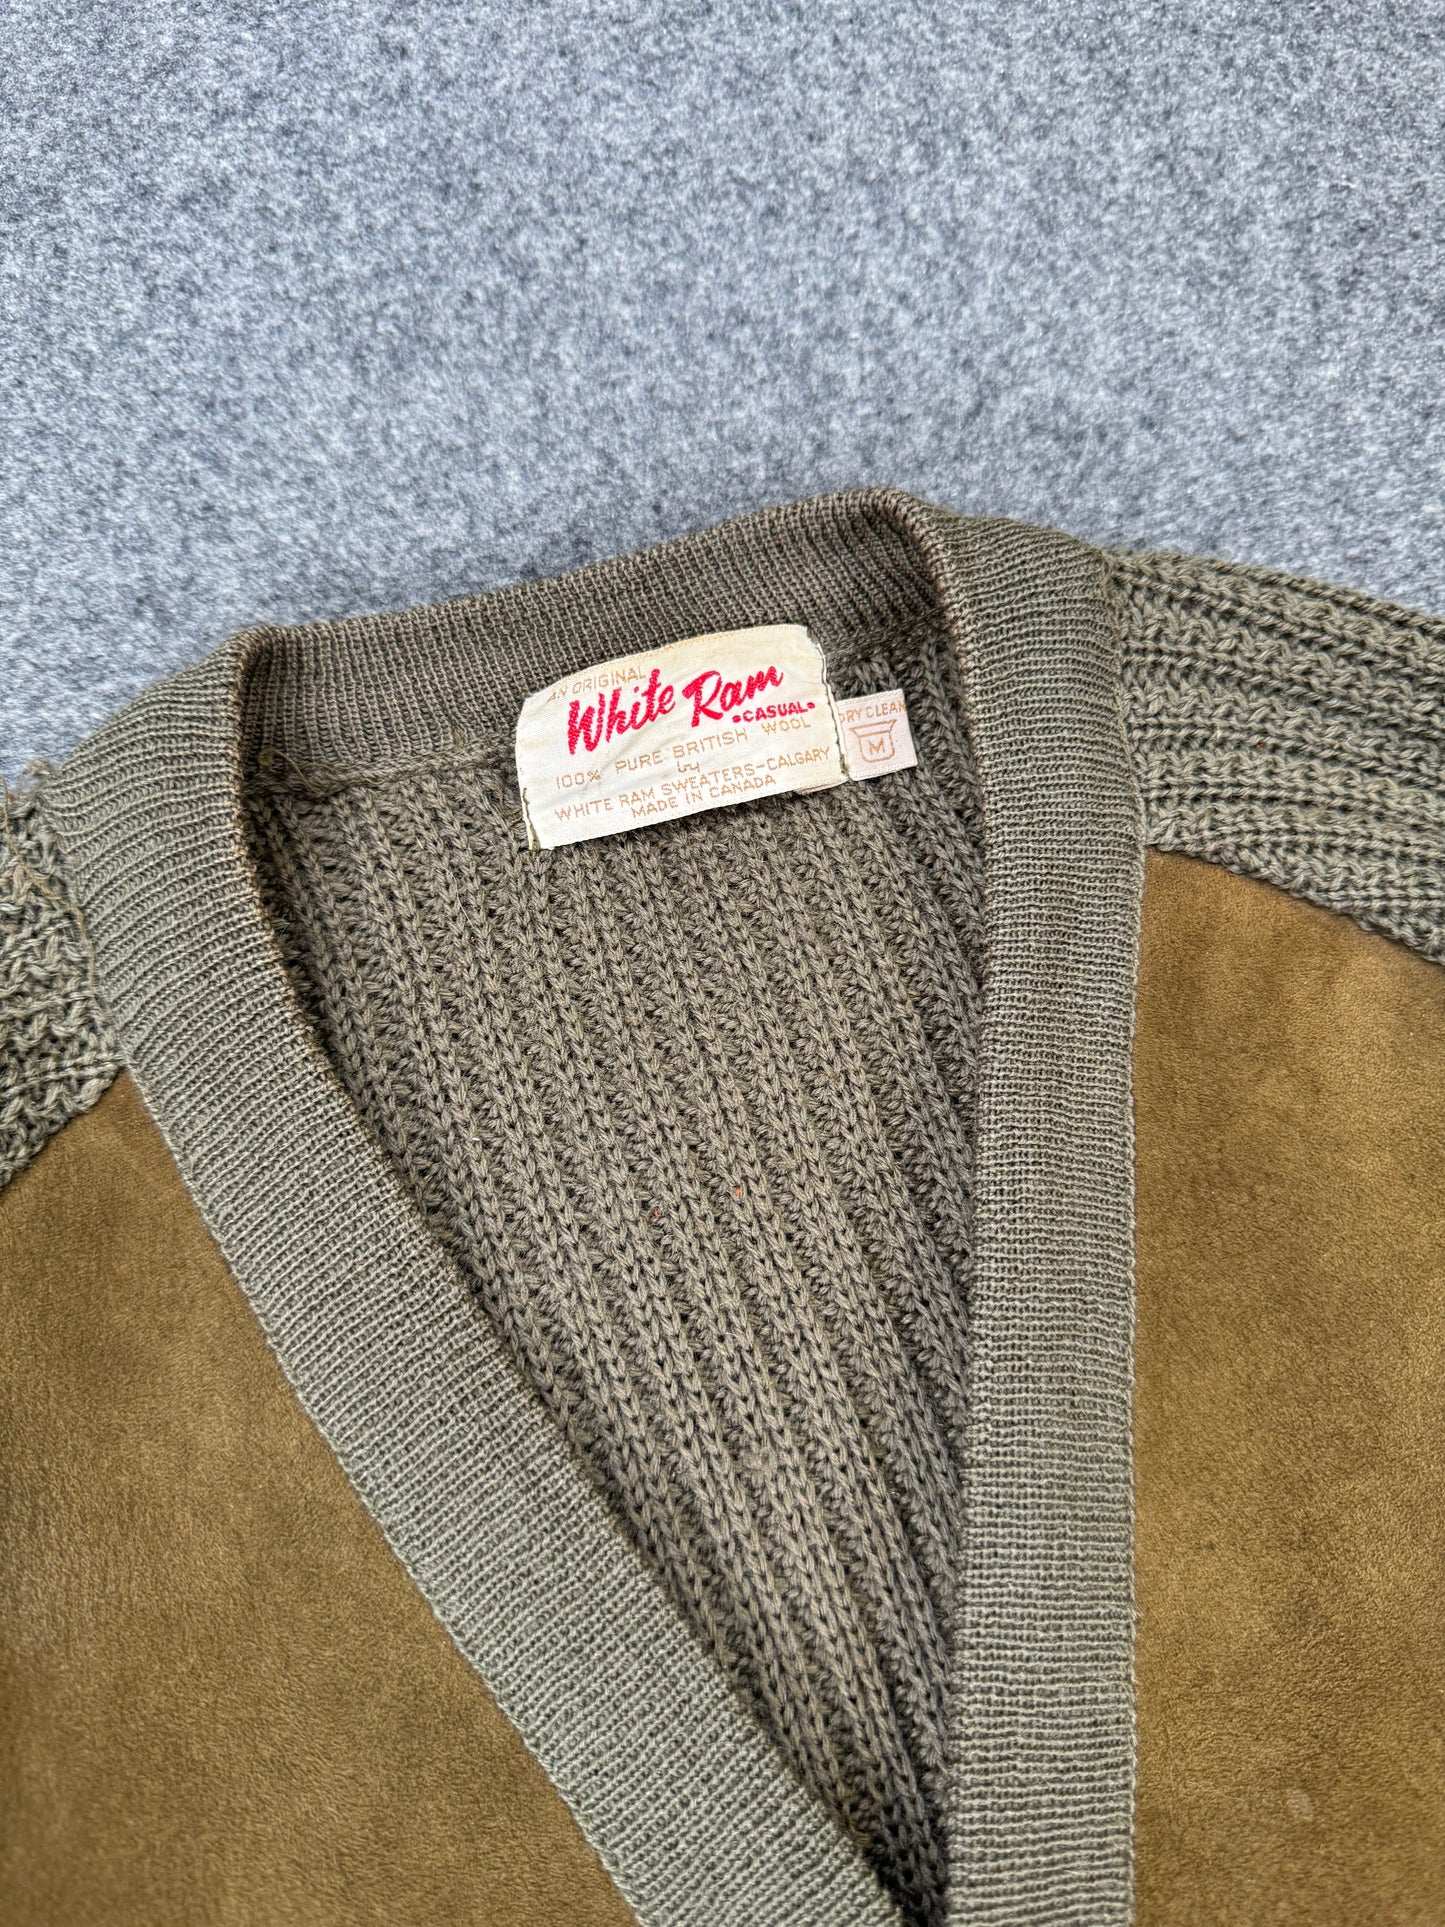 AN ORIGINAL
White Ram
•CASUAL•
100% PURE BRITISH WOOL
by
WHITE RAM SWEATERS-CALGARY
MADE IN CANADA
DRY CLEAN
M